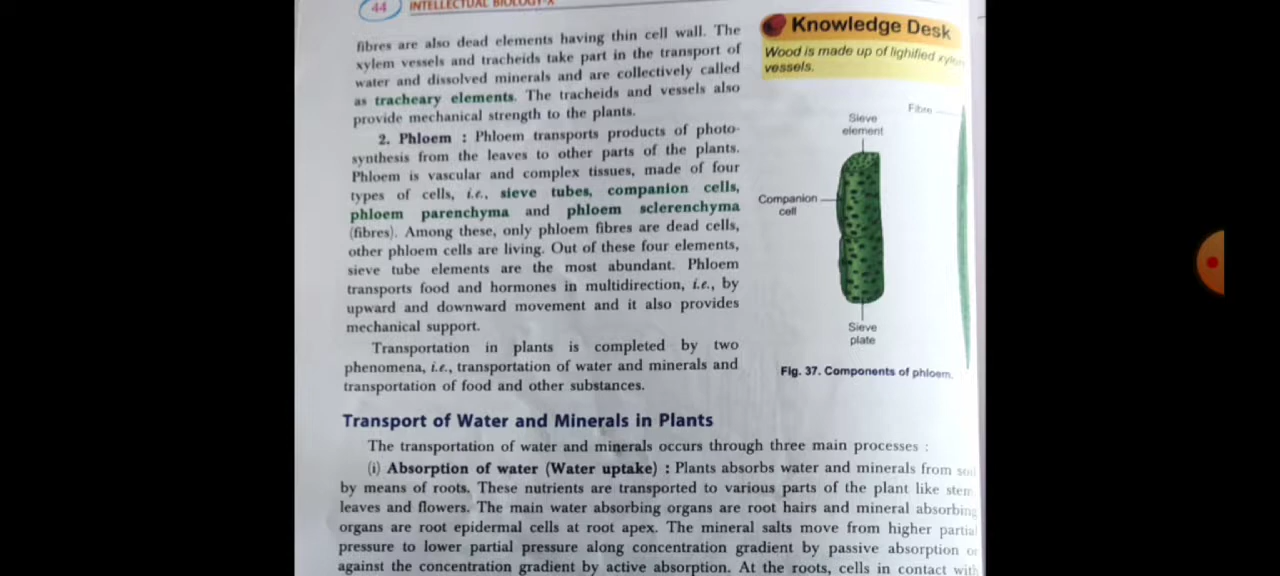 44 INTELLECTUAL BIOLOGY-X
fibres are also dead elements having thin cell wall. The
xylem vessels and tracheids take part in the transport of
water and dissolved minerals and are collectively called
as tracheary elements. The tracheids and vessels also
provide mechanical strength to the plants.
2. Phloem : Phloem transports products of photo-
synthesis from the leaves to other parts of the plants.
Phloem is vascular and complex tissues, made of four
types of cells, i.e., sieve tubes, companion cells,
phloem parenchyma and phloem sclerenchyma
(fibres). Among these, only phloem fibres are dead cells,
other phloem cells are living. Out of these four elements,
sieve tube elements are the most abundant. Phloem
transports food and hormones in multidirection, i.e., by
upward and downward movement and it also provides
mechanical support.
Transportation in plants is completed by two
phenomena, i.e., transportation of water and minerals and
transportation of food and other substances.
Knowledge Desk
Wood is made up of lighified xylem
vessels.
Fibre
Sieve
element
Companion
cell
Sieve
plate
Fig. 37. Components of phloem.
Transport of Water and Minerals in Plants
The transportation of water and minerals occurs through three main processes :
(i) Absorption of water (Water uptake) : Plants absorbs water and minerals from soil
by means of roots. These nutrients are transported to various parts of the plant like stem,
leaves and flowers. The main water absorbing organs are root hairs and mineral absorbing
organs are root epidermal cells at root apex. The mineral salts move from higher partial
pressure to lower partial pressure along concentration gradient by passive absorption or
against the concentration gradient by active absorption. At the roots, cells in contact with